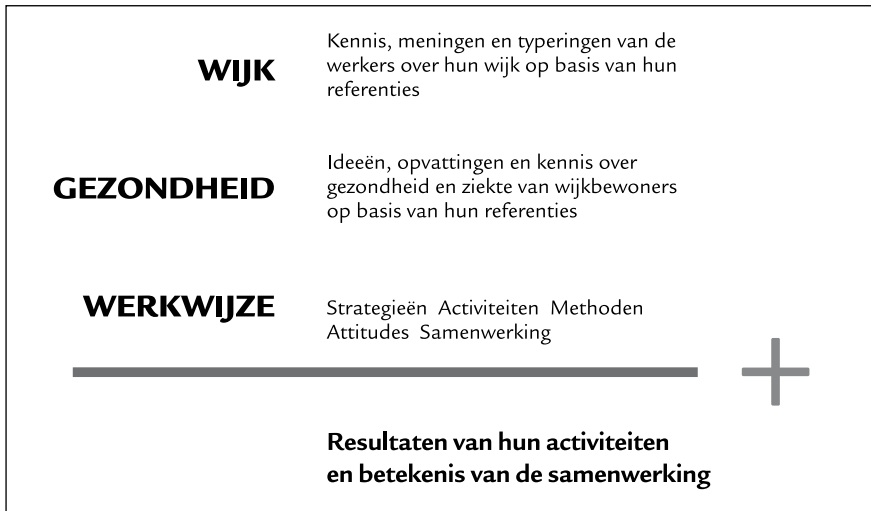 WIJK
Kennis, meningen en typeringen van de
werkers over hun wijk op basis van hun
referenties
GEZONDHEID
Ideeën, opvattingen en kennis over
gezondheid en ziekte van wijkbewoners
op basis van hun referenties
WERKWIJZE
Strategieën Activiteiten Methoden
Attitudes Samenwerking
+
Resultaten van hun activiteiten
en betekenis van de samenwerking